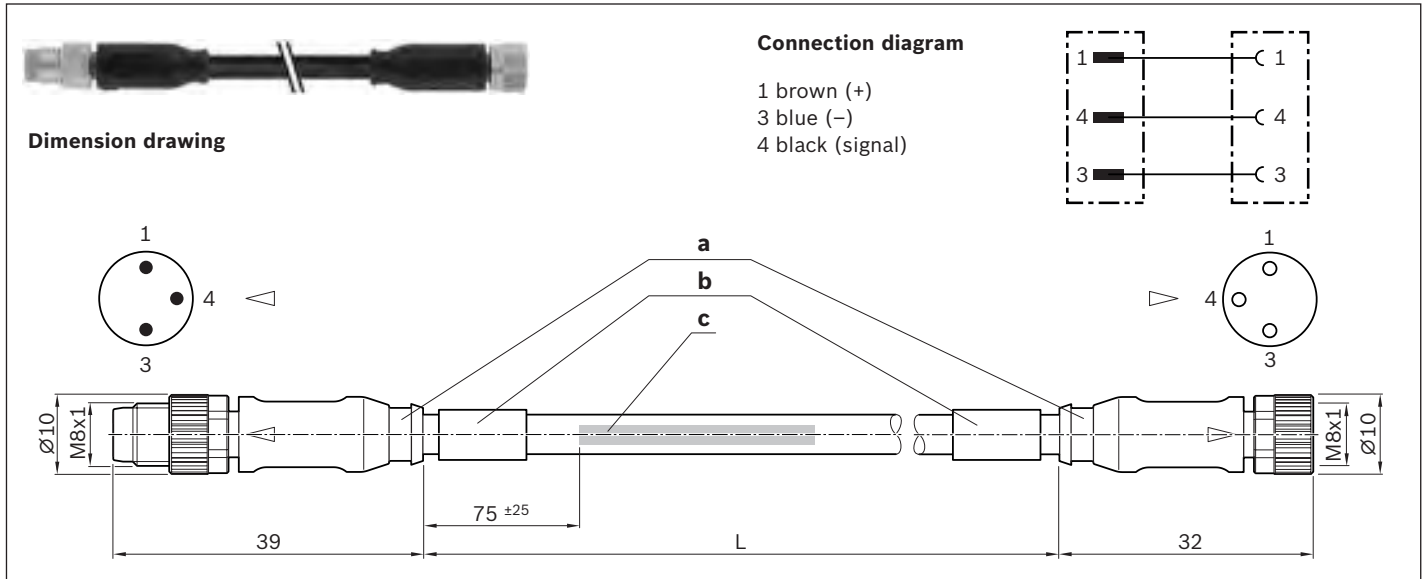 Connection diagram
1 brown (+)
3 blue (–)
4 black (signal)
1 1
4 4
3 3
Dimension drawing
1 1
a
b
4 4
c
3 3
Ø10
M8x1
M8x1
Ø10
75 ±25
39 L 32